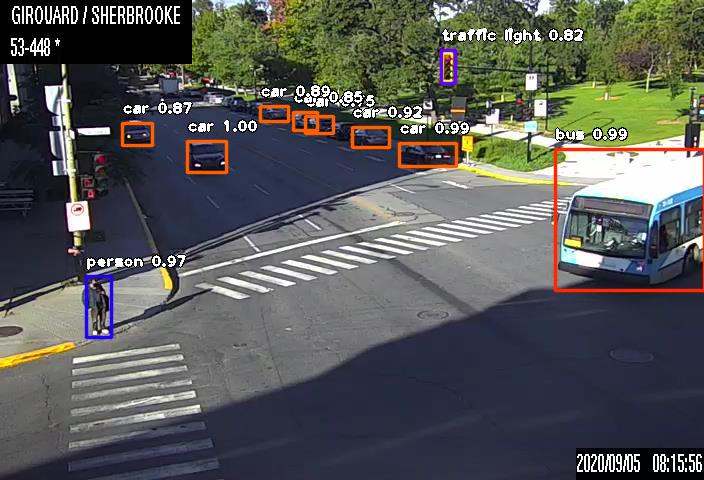 GIROUARD / SHERBROOKE
53-448 *
traffic light 0.82
car 0.89
car 0.87
car 0.92
car 1.00
car 0.99
bus 0.99
person 0.97
2020/09/05 08:15:56